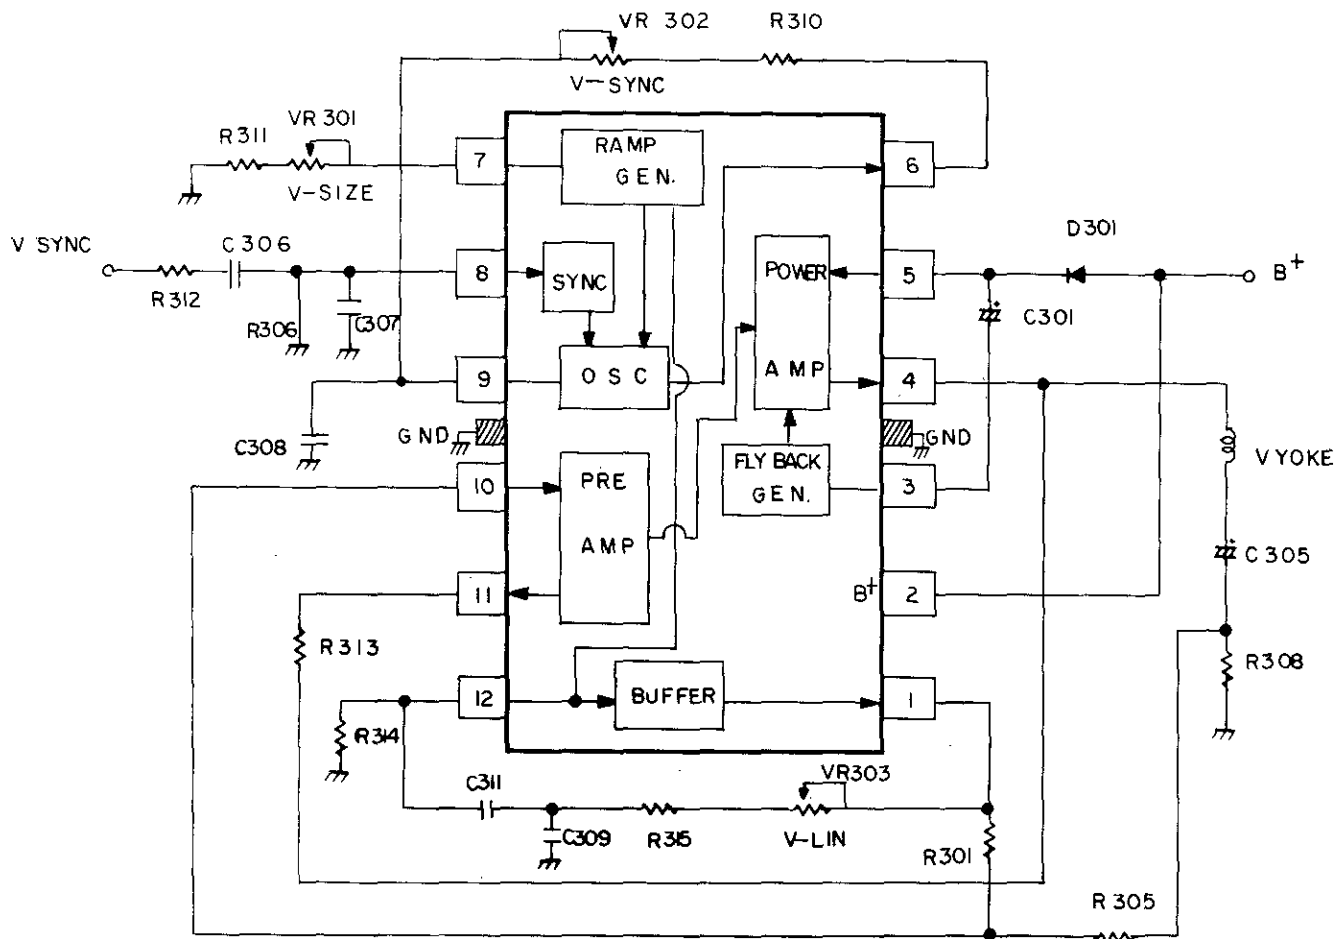 VR 302
R310
V-SYNC
VR301
R311
7
RAMP
GEN.
6
V-SIZE
D301
V SYNC
C306
8
SYNC
POWER
5
B+
R312
R306
C307
C301
9
OSC
AMP
4
C308
GND
GND
V YOKE
10
PRE
FLY BACK
GEN.
3
AMP
C305
11
B+
2
R313
R308
12
BUFFER
1
R314
C311
VR303
C309
R315
V-LIN
R301
R305